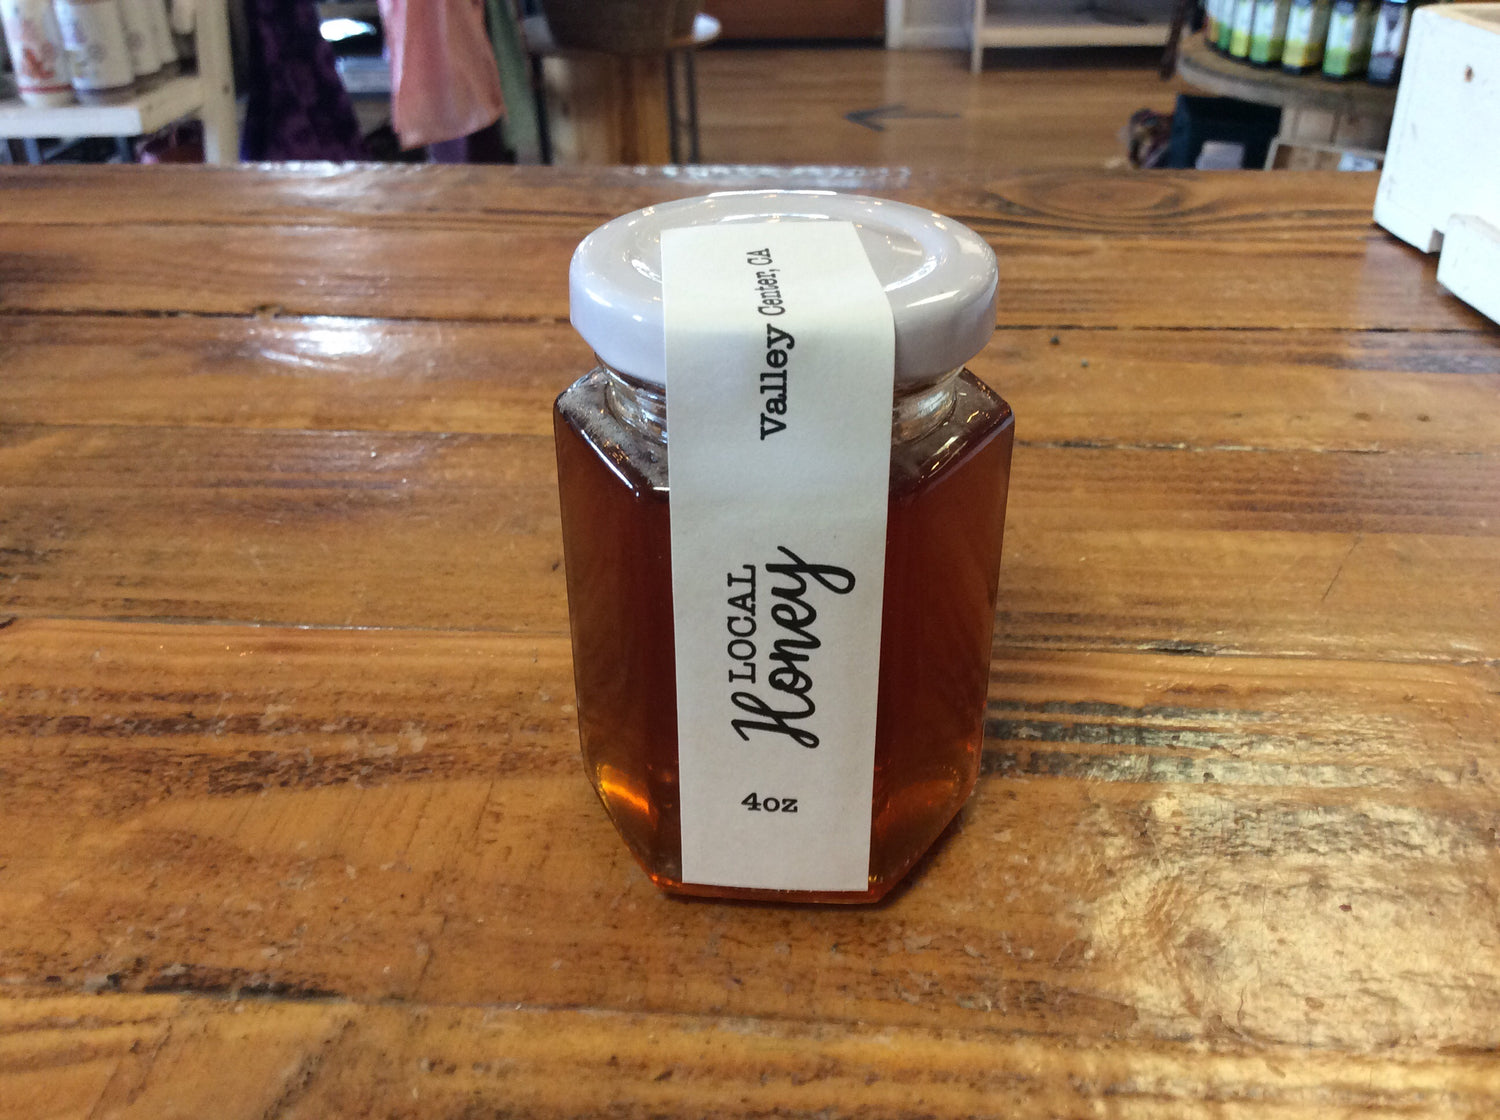 LOCAL
Honey
Valley Center, CA
4oz